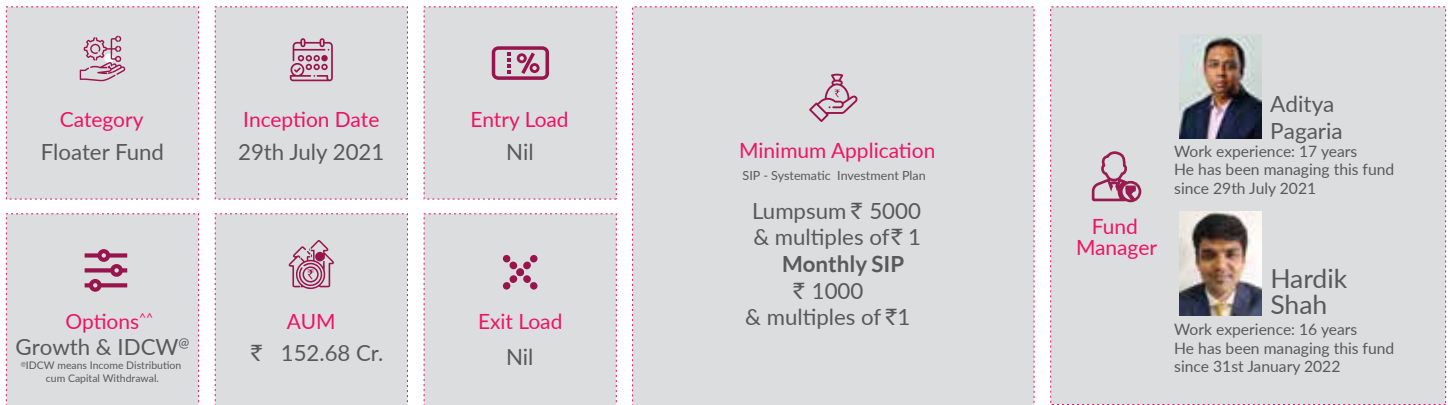 Category
Floater Fund
Inception Date
29th July 2021
Entry Load
Nil
Options^^
Growth & IDCW@
@IDCW means Income Distribution
cum Capital Withdrawal.
AUM
₹ 152.68 Cr.
Exit Load
Nil
Minimum Application
SIP - Systematic Investment Plan
Lumpsum ₹ 5000
& multiples of ₹ 1
Monthly SIP
₹ 1000
& multiples of ₹1
Fund
Manager
Aditya
Pagaria
Work experience: 17 years
He has been managing this fund
since 29th July 2021
Hardik
Shah
Work experience: 16 years
He has been managing this fund
since 31st January 2022